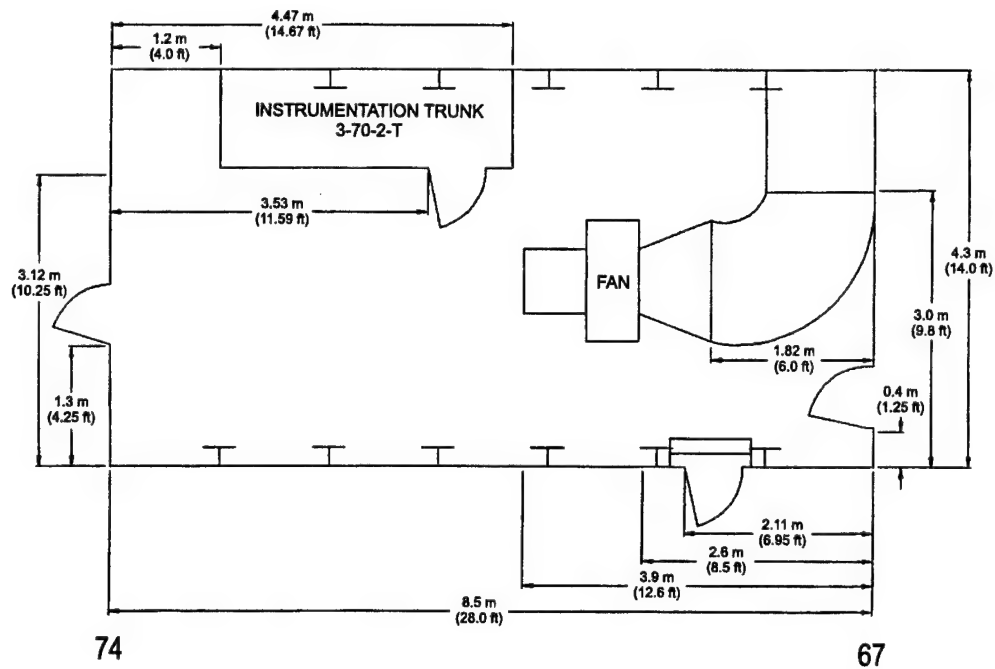 4.47 m
(14.67 ft)
1.2 m
(4.0 ft)
INSTRUMENTATION TRUNK
3-70-2-T
3.53 m
(11.59 ft)
3.12 m
(10.25 ft)
FAN
4.3 m
(14.0 ft)
3.0 m
(9.8 ft)
1.82 m
(6.0 ft)
1.3 m
(4.25 ft)
0.4 m
(1.25 ft)
2.11 m
(6.95 ft)
2.6 m
(8.5 ft)
3.9 m
(12.6 ft)
8.5 m
(28.0 ft)
74
67